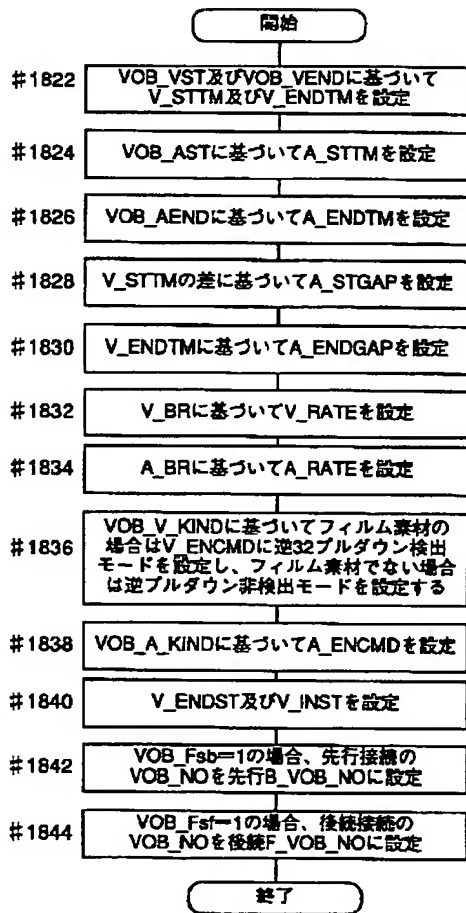 開始
#1822
VOB_VST及びVOB_VENDに基づいて
V_STTM及びV_ENDTMを設定
#1824
VOB_ASTに基づいてA_STTMを設定
#1826
VOB_AENDに基づいてA_ENDTMを設定
#1828
V_STTMの差に基づいてA_STGAPを設定
#1830
V_ENDTMに基づいてA_ENDGAPを設定
#1832
V_BRに基づいてV_RATEを設定
#1834
A_BRに基づいてA_RATEを設定
#1836
VOB_V_KINDに基づいてフィルム素材の
場合はV_ENCMDに逆32プルダウン検出
モードを設定し、フィルム素材でない場合
は逆プルダウン非検出モードを設定する
#1838
VOB_A_KINDに基づいてA_ENCMDを設定
#1840
V_ENDST及びV_INSTを設定
#1842
VOB_Fsb=1の場合、先行接続の
VOB_NOを先行B_VOB_NOに設定
#1844
VOB_Fsf=1の場合、後続接続の
VOB_NOを後続F_VOB_NOに設定
終了